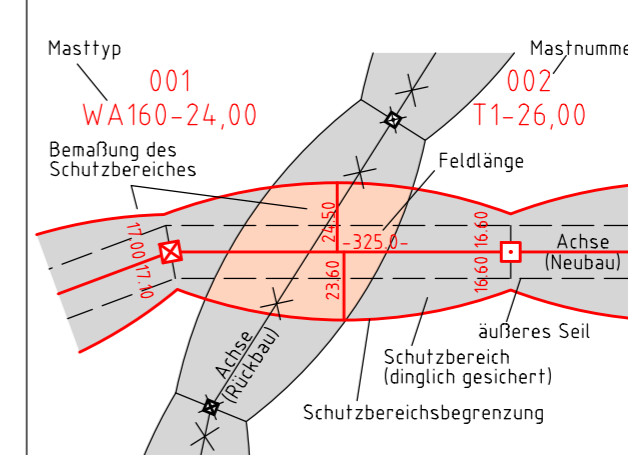 Masttyp
Mastnumme
001
WA160-24,00
002
T1-26,00
Bemaßung des
Schutzbereiches
Feldlänge
17.00
17.10
24.50
23.60
-325.0-
16.60
16.60
Achse
(Neubau)
Achse
(Rückbau)
äußeres Seil
Schutzbereich
(dinglich gesichert)
Schutzbereichsbegrenzung